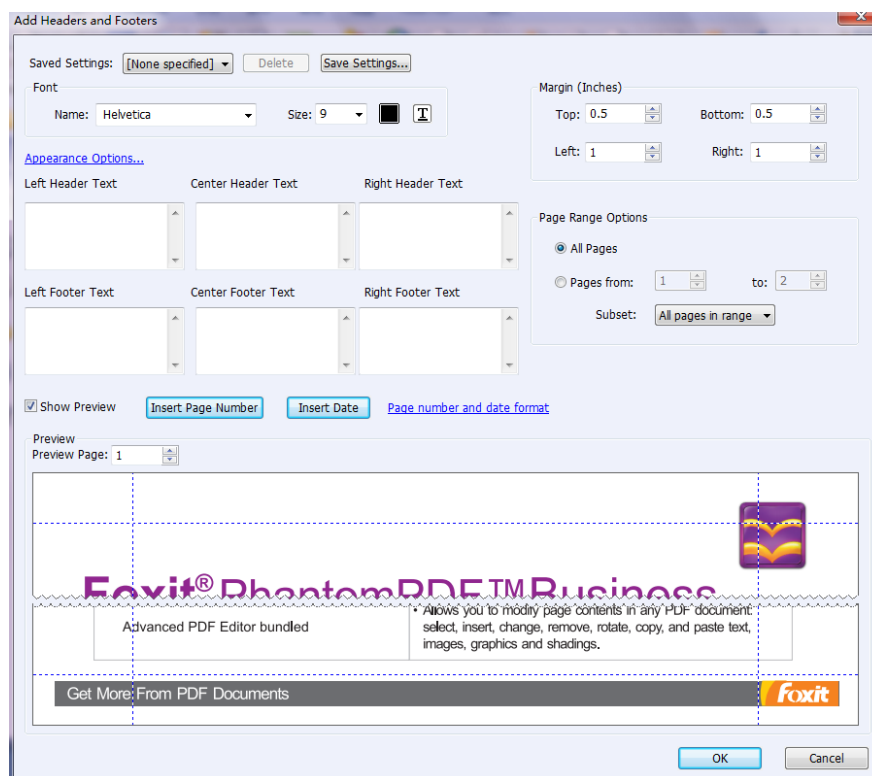 Add Headers and Footers
Saved Settings: [None specified] Delete Save Settings...
Font
Name: Helvetica Size: 9 T
Margin (Inches)
Top: 0.5 Bottom: 0.5
Left: 1 Right: 1
Appearance Options...
Left Header Text Center Header Text Right Header Text
Page Range Options
All Pages
Pages from: 1 to: 2
Subset: All pages in range
Left Footer Text Center Footer Text Right Footer Text
Show Preview Insert Page Number Insert Date Page number and date format
Preview
Preview Page: 1
Foxit® PhantomPDF™ Business
Advanced PDF Editor bundled
• Allows you to modify page contents in any PDF document:
select, insert, change, remove, rotate, copy, and paste text,
images, graphics and shadings.
Get More From PDF Documents foxit
OK Cancel